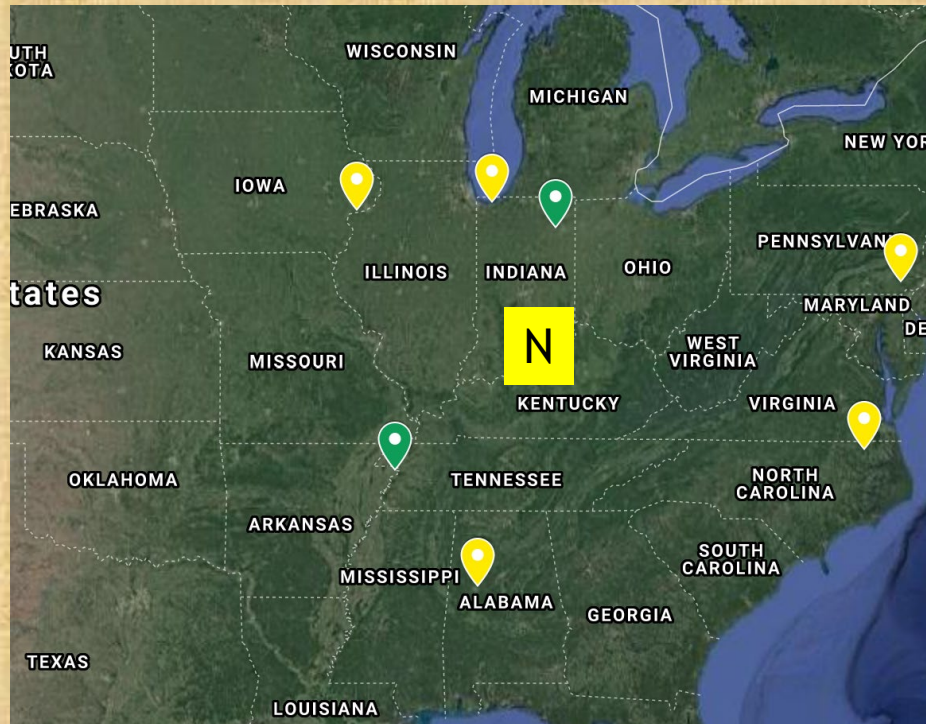 WISCONSIN
UTH
KOTA
MICHIGAN
NEW YOR
IOWA
EBRASKA
PENNSYLVAN
ILLINOIS
INDIANA
OHIO
tates
MARYLAND
DE
N
KANSAS
MISSOURI
WEST
VIRGINIA
KENTUCKY
VIRGINIA
OKLAHOMA
TENNESSEE
NORTH
CAROLINA
ARKANSAS
SOUTH
CAROLINA
MISSISSIPPI
ALABAMA
GEORGIA
TEXAS
LOUISIANA